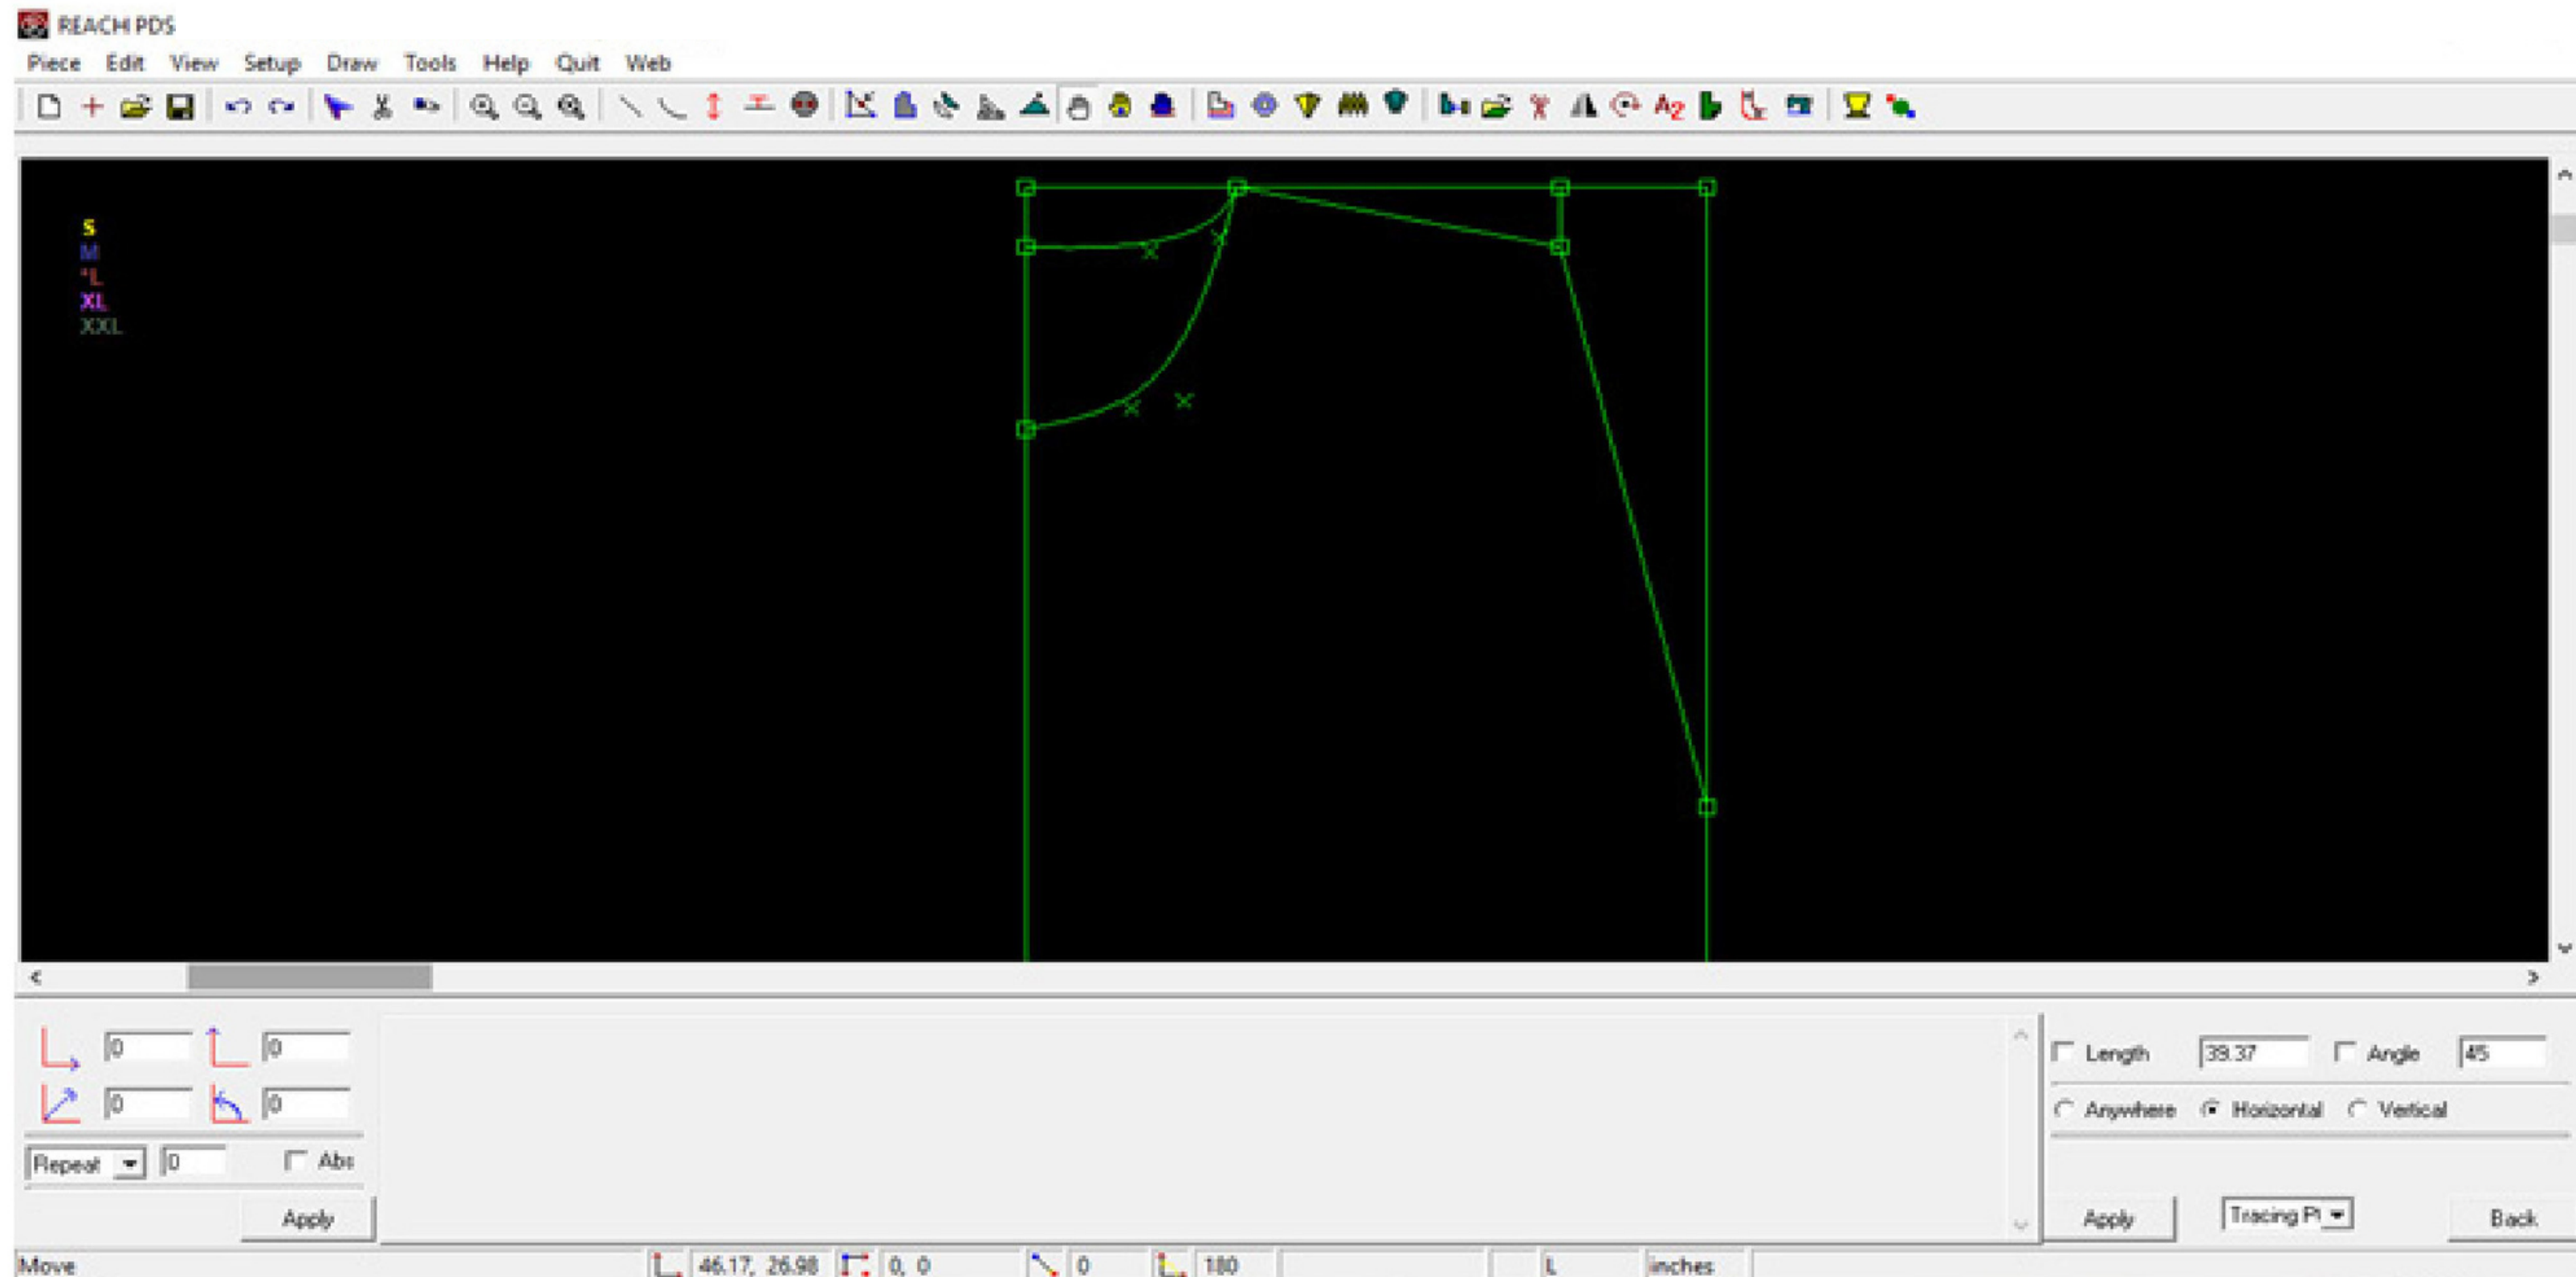 REACH PDS
Piece Edit View Setup Draw Tools Help Quit Web
S
M
*L
XL
XXL
0 0
0 0
Repeat 0 Abs
Apply
Length 39.37 Angle 45
Anywhere Horizontal Vertical
Apply Tracing Pt Back
Move 46.17, 26.98 0, 0 0 180 L inches